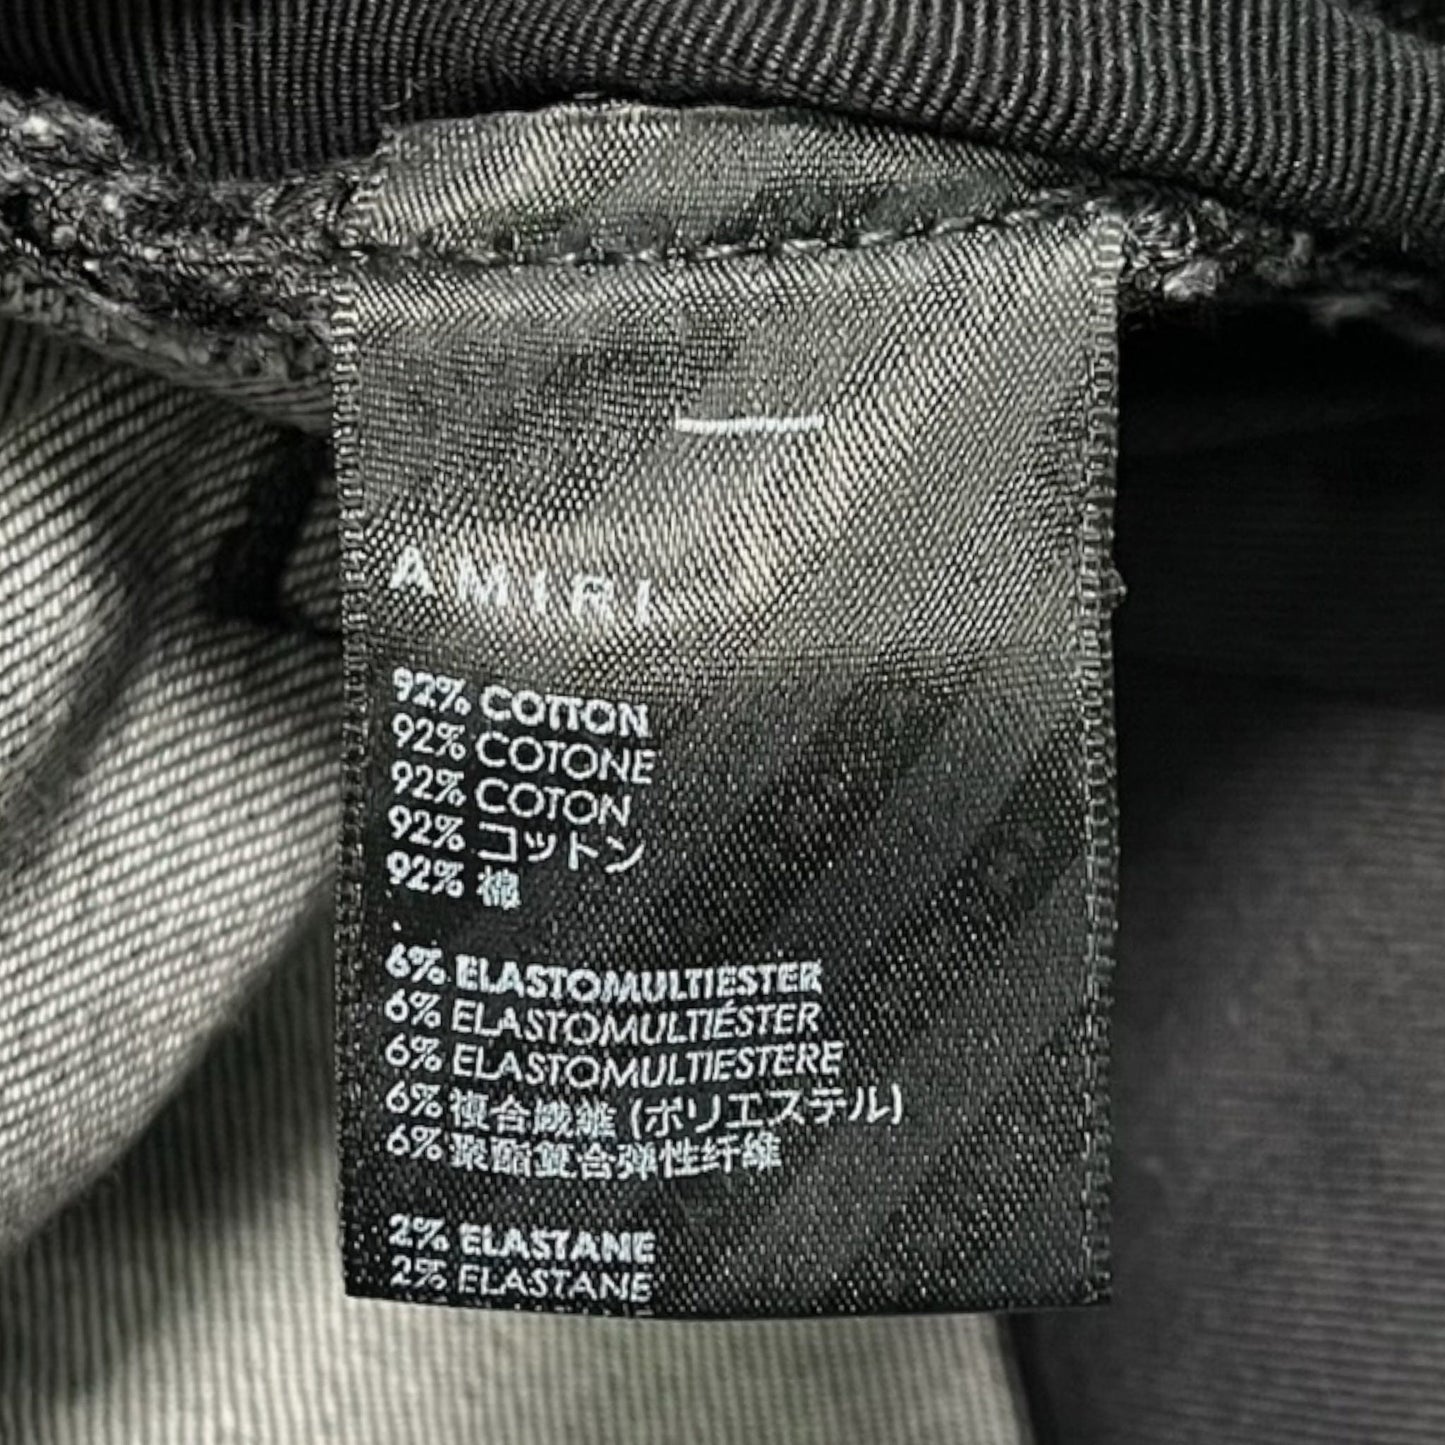 AMIRI
92% COTTON
92% COTONE
92% COTON
92% コットン
92% 棉
6% ELASTOMULTIESTER
6% ELASTOMULTIÉSTER
6% ELASTOMULTIESTERE
6% 複合繊維 (ポリエステル)
6% 聚酯复合弹性纤维
2% ELASTANE
2% ELASTANE